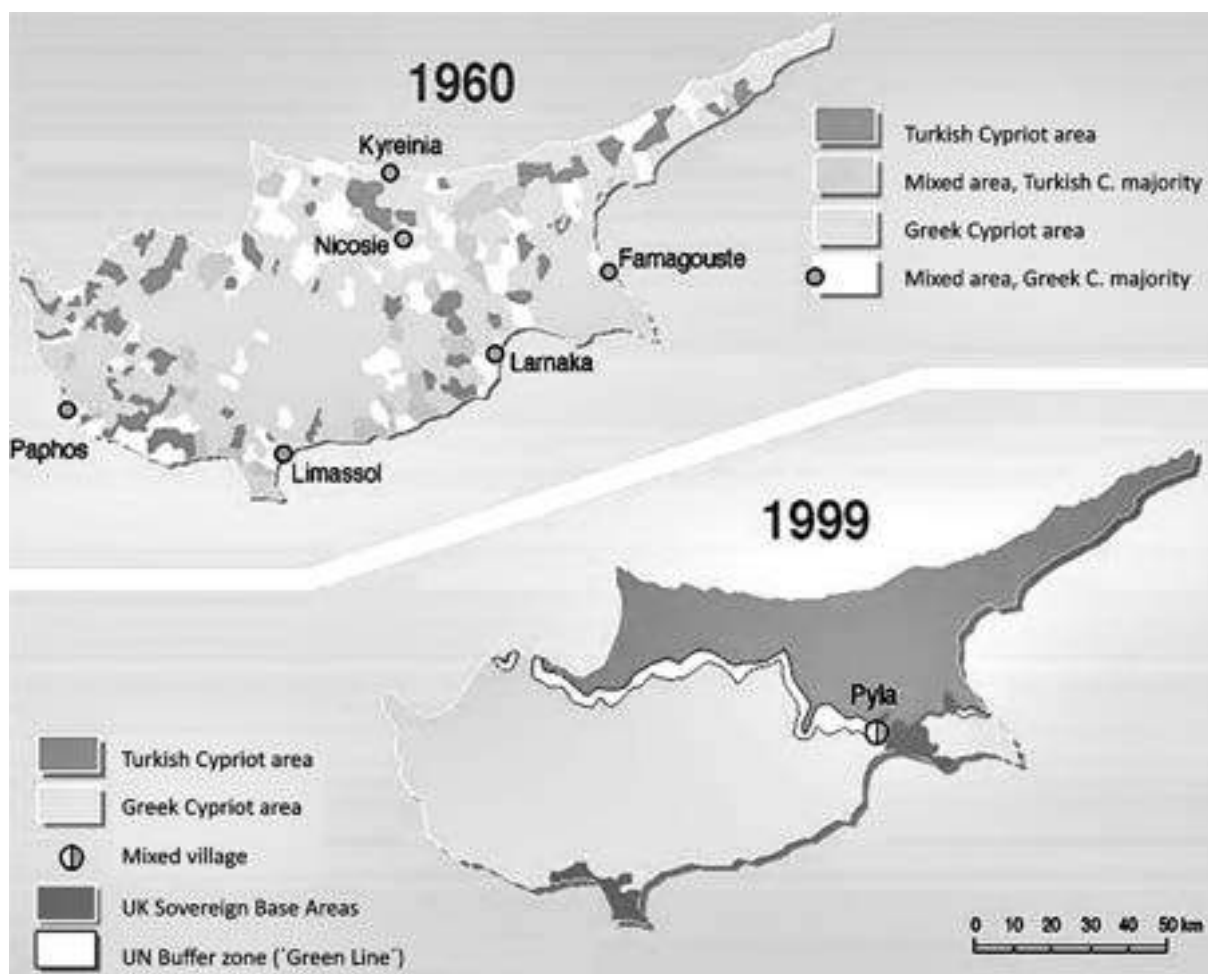 1960
Kyreinia
Nicosie
Famagouste
Larnaka
Paphos
Limassol
Turkish Cypriot area
Mixed area, Turkish C. majority
Greek Cypriot area
Mixed area, Greek C. majority
1999
Pyla
Turkish Cypriot area
Greek Cypriot area
Mixed village
UK Sovereign Base Areas
UN Buffer zone (´Green Line´)
0 10 20 30 40 50 km